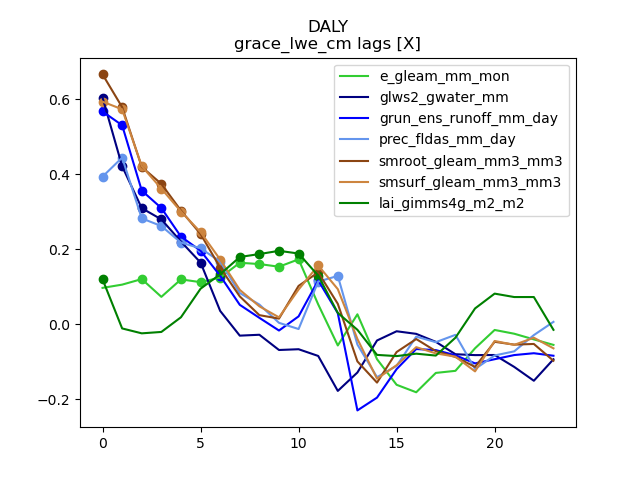 DALY
grace_lwe_cm lags [X]
e_gleam_mm_mon
glws2_gwater_mm
grun_ens_runoff_mm_day
prec_fldas_mm_day
smroot_gleam_mm3_mm3
smsurf_gleam_mm3_mm3
lai_gimms4g_m2_m2
0.6
0.4
0.2
0.0
−0.2
0 5 10 15 20